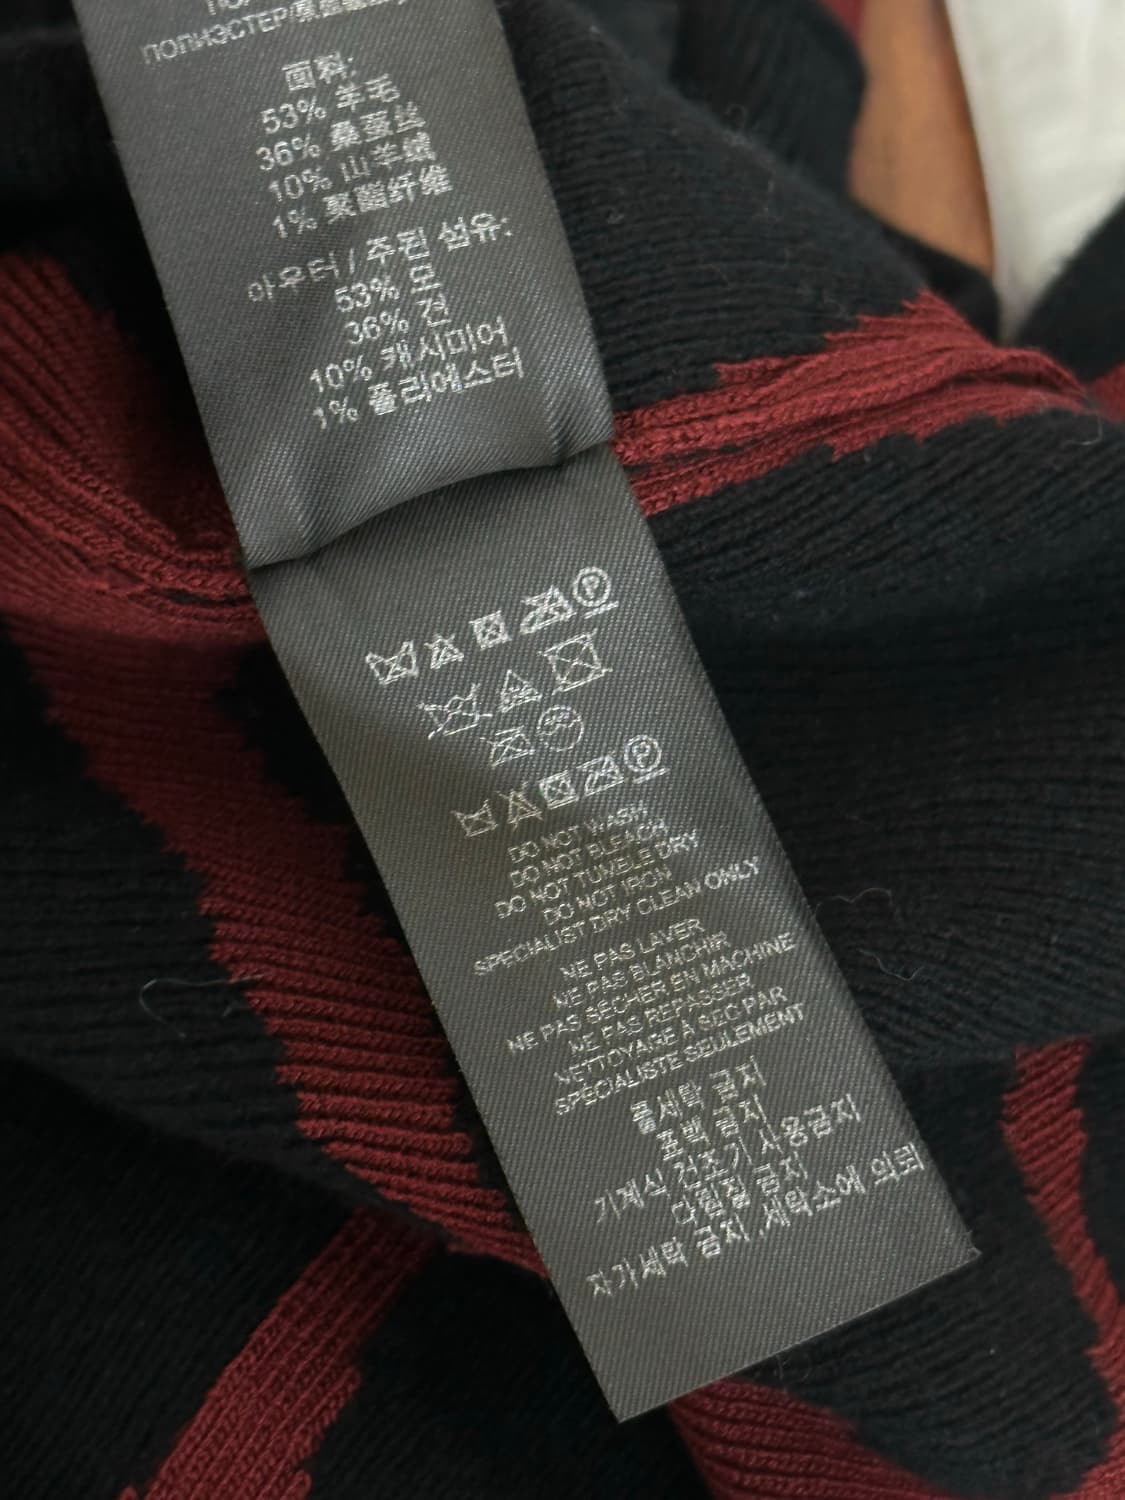 ПОЛИЭСТЕР/聚酯纤维
面料:
53% 羊毛
36% 桑蚕丝
10% 山羊绒
1% 聚酯纤维
아우터 / 주된 섬유:
53% 모
36% 견
10% 캐시미어
1% 폴리에스터
P
P
DO NOT WASH
DO NOT BLEACH
DO NOT TUMBLE DRY
DO NOT IRON
SPECIALIST DRY CLEAN ONLY
NE PAS LAVER
NE PAS BLANCHIR
NE PAS SÉCHER EN MACHINE
NE PAS REPASSER
NETTOYAGE À SEC PAR
SPÉCIALISTE SEULEMENT
물세탁 금지
표백 금지
기계식 건조기 사용금지
다림질 금지
자가세탁 금지 ,세탁소에 의뢰